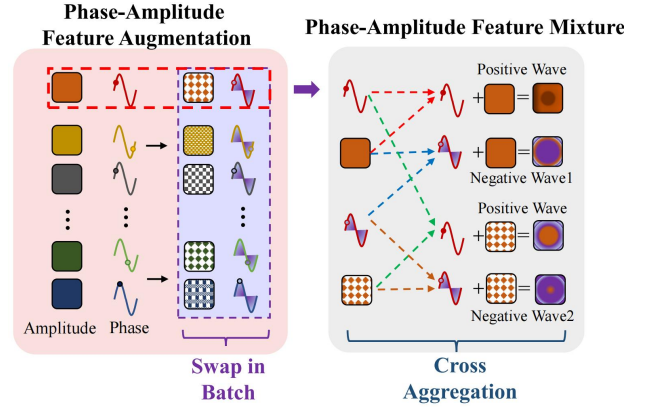 Phase-Amplitude
Feature Augmentation
Amplitude
Phase
Swap in
Batch
Phase-Amplitude Feature Mixture
Positive Wave
+
=
+
=
Negative Wave1
Positive Wave
+
=
+
=
Negative Wave2
Cross
Aggregation